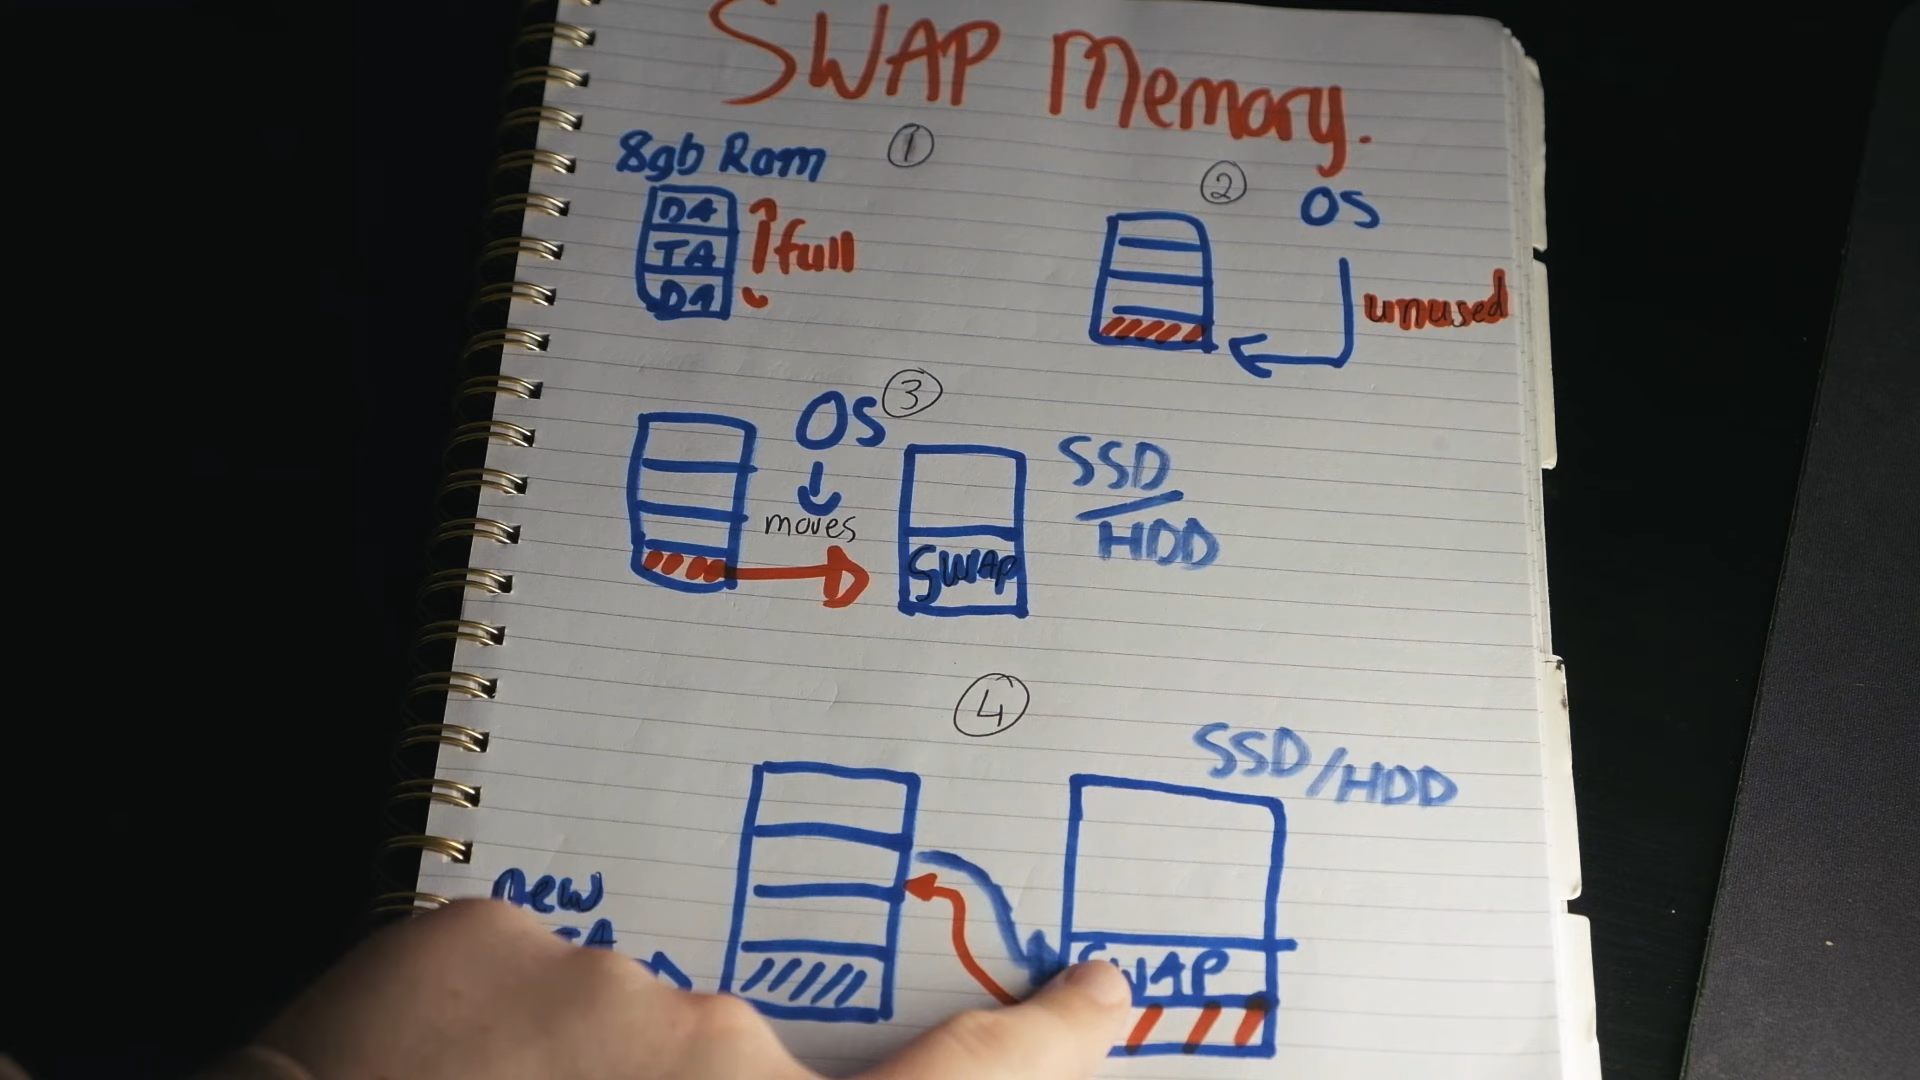 SWAP Memory.
8gb Ram
①
DA
TA
DA
full
②
OS
unused
③
OS
moves
SWAP
SSD
HDD
④
SSD/HDD
new
TA
SWAP